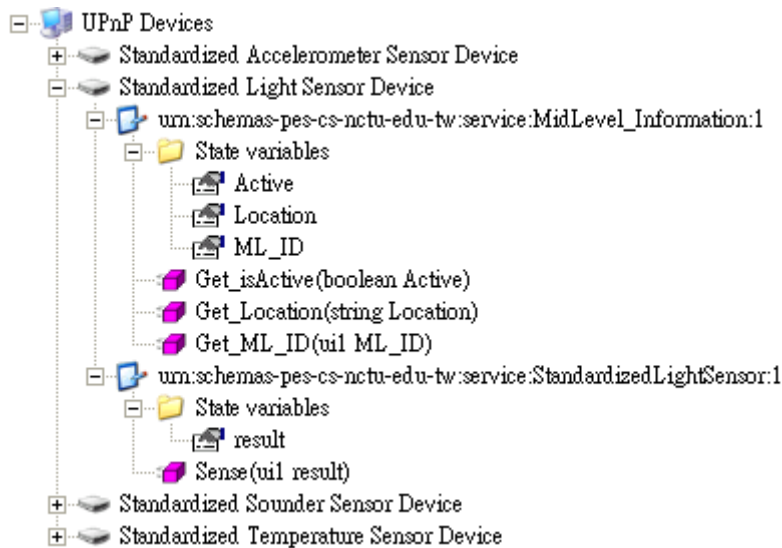 UPnP Devices
Standardized Accelerometer Sensor Device
Standardized Light Sensor Device
urn:schemas-pes-cs-nctu-edu-tw:service:MidLevel_Information:1
State variables
Active
Location
ML_ID
Get_isActive(boolean Active)
Get_Location(string Location)
Get_ML_ID(ui1 ML_ID)
urn:schemas-pes-cs-nctu-edu-tw:service:StandardizedLightSensor:1
State variables
result
Sense(ui1 result)
Standardized Sounder Sensor Device
Standardized Temperature Sensor Device